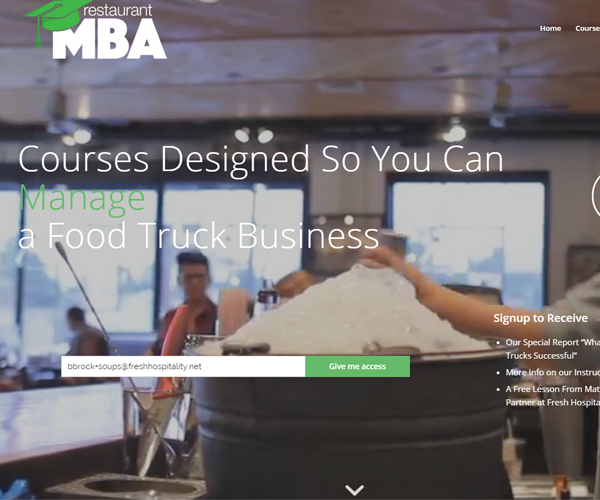 restaurant
MBA
Home Course
Courses Designed So You Can
Manage
a Food Truck Business
Signup to Receive
Our Special Report “Wha
Trucks Successful”
More Info on our Instruc
A Free Lesson From Mat
Partner at Fresh Hospita
bbrock+soups@freshhospitality.net
Give me access